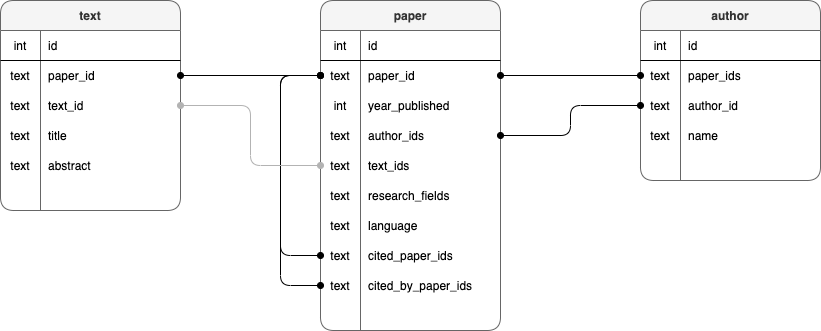 text
int id
text paper_id
text text_id
text title
text abstract
paper
int id
text paper_id
int year_published
text author_ids
text text_ids
text research_fields
text language
text cited_paper_ids
text cited_by_paper_ids
author
int id
text paper_ids
text author_id
text name